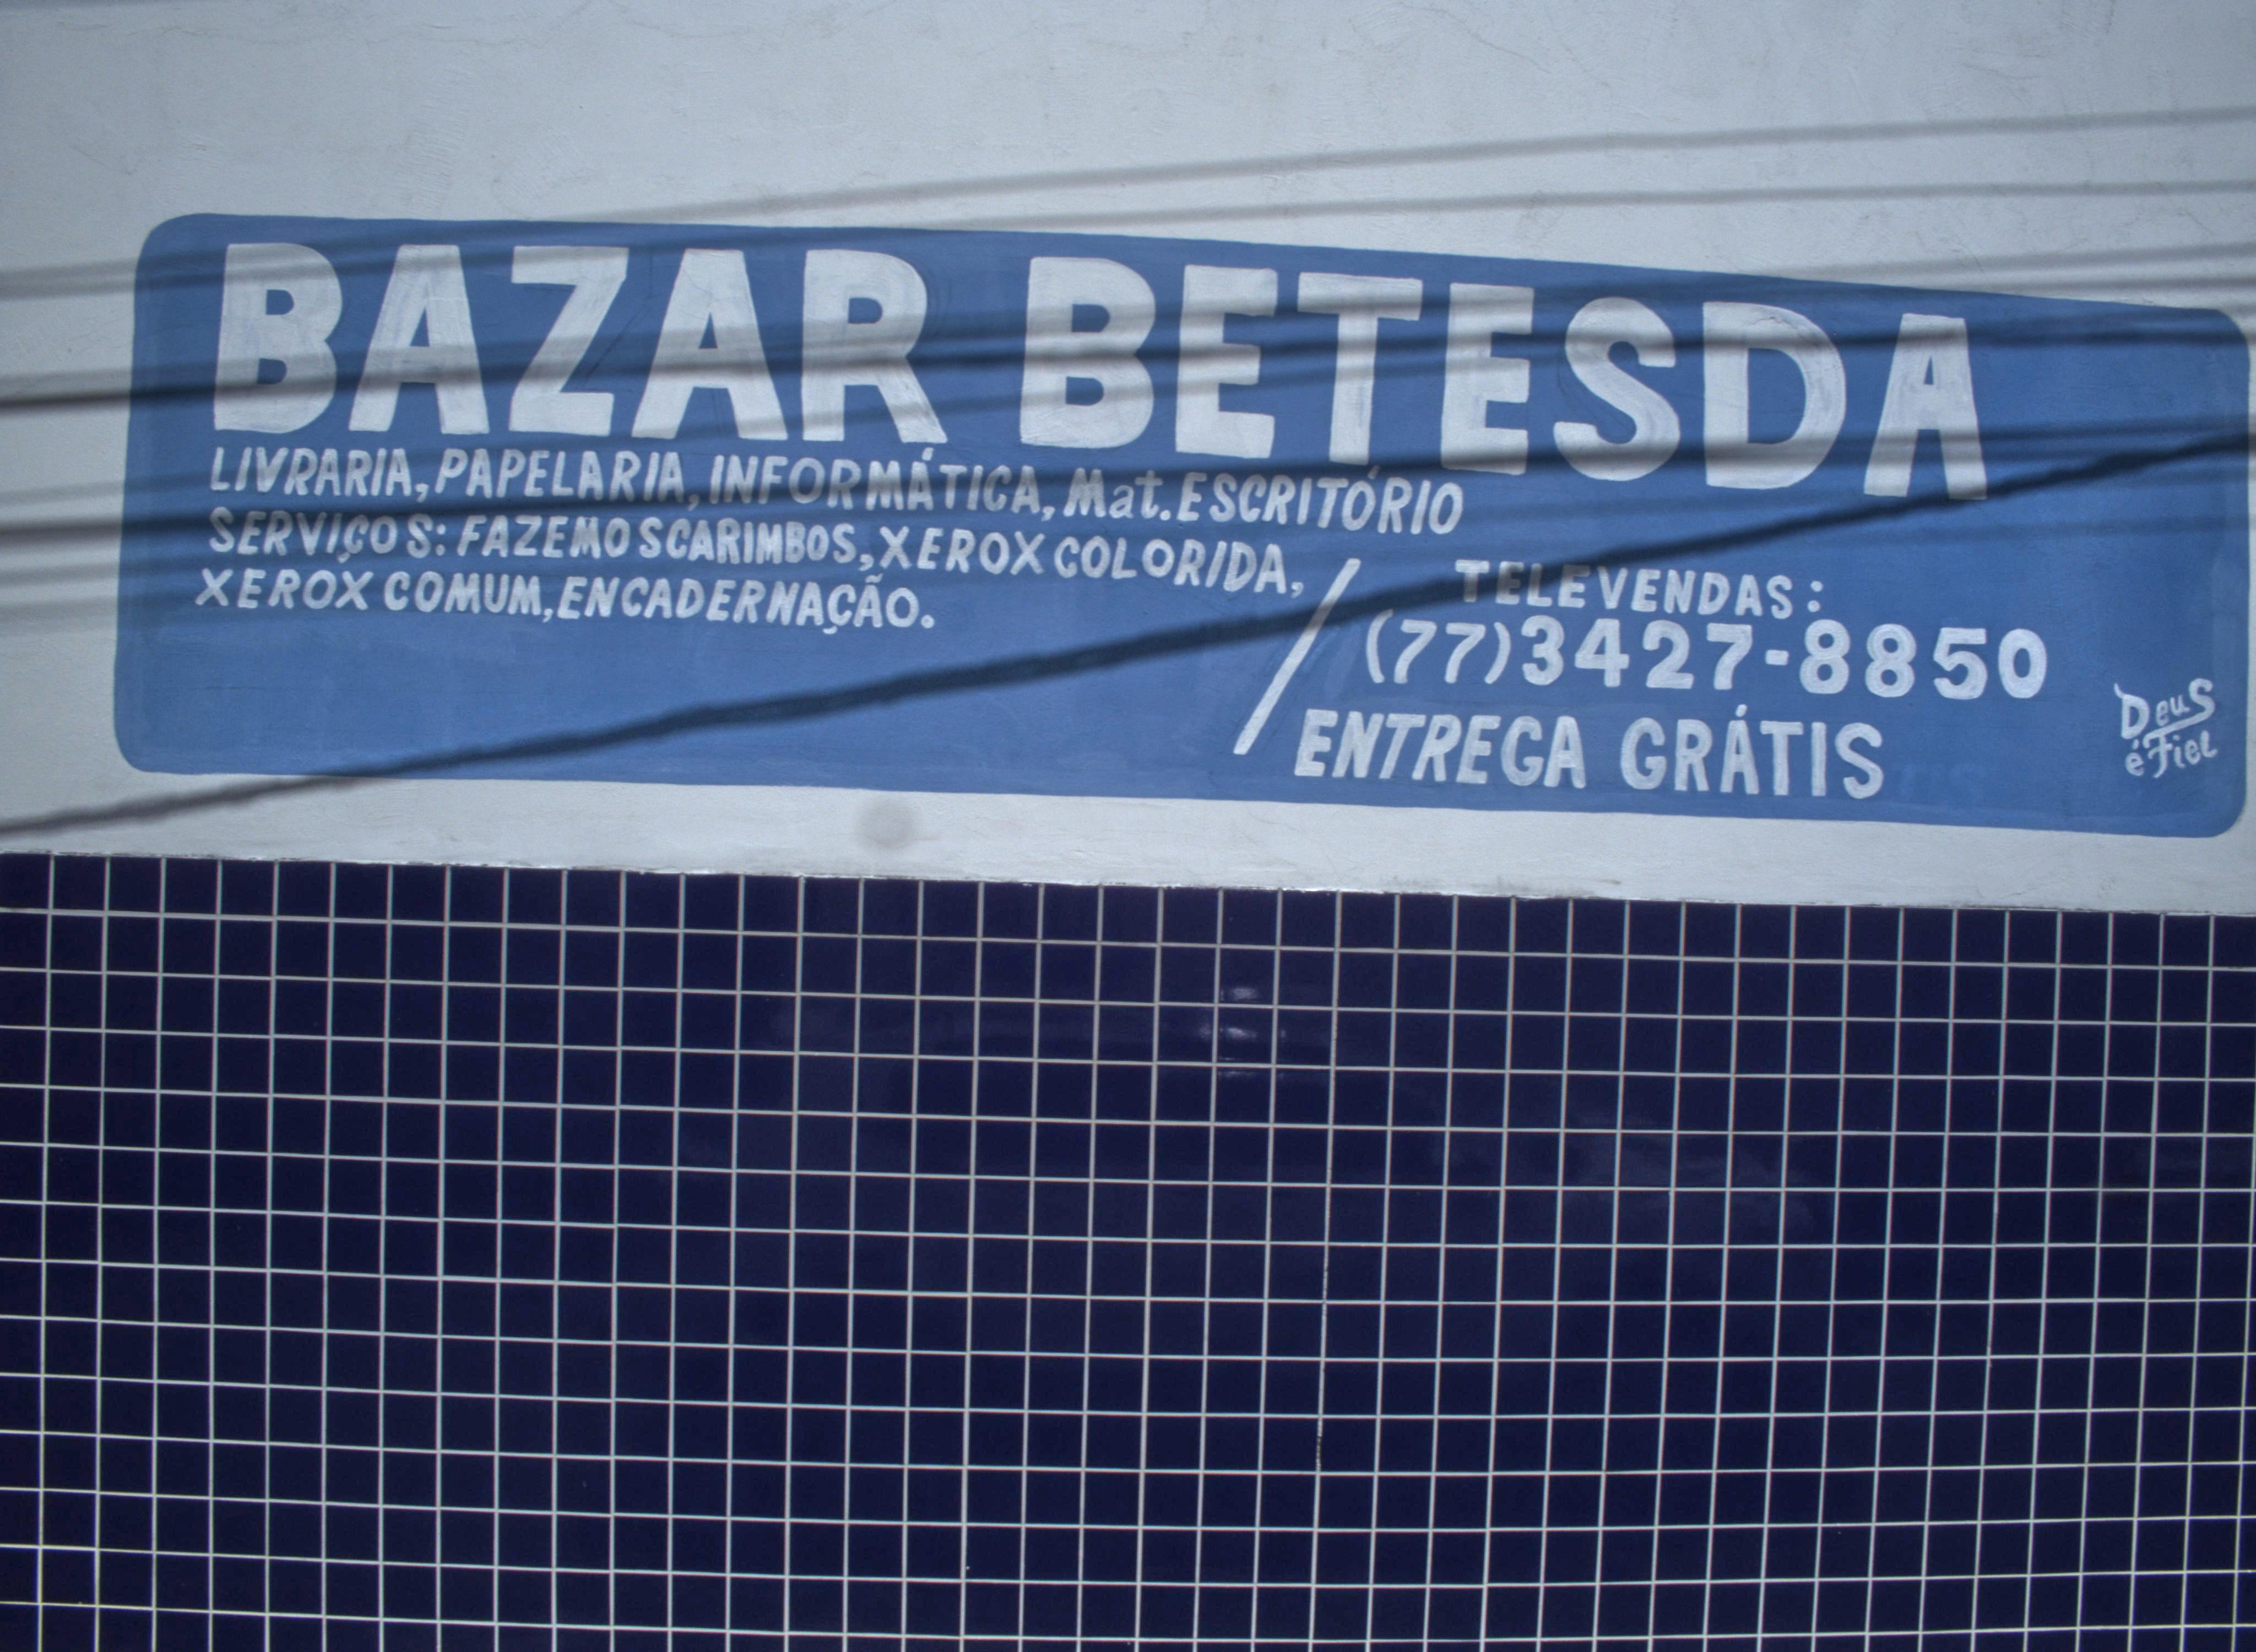 BAZAR BETESDA
LIVRARIA, PAPELARIA, INFORMÁTICA, Mat. ESCRITÓRIO
SERVIÇOS: FAZEMOS CARIMBOS, XEROX COLORIDA,
XEROX COMUM, ENCADERNAÇÃO.
/ TELEVENDAS:
(77)3427-8850
ENTREGA GRÁTIS
Deus
é Fiel